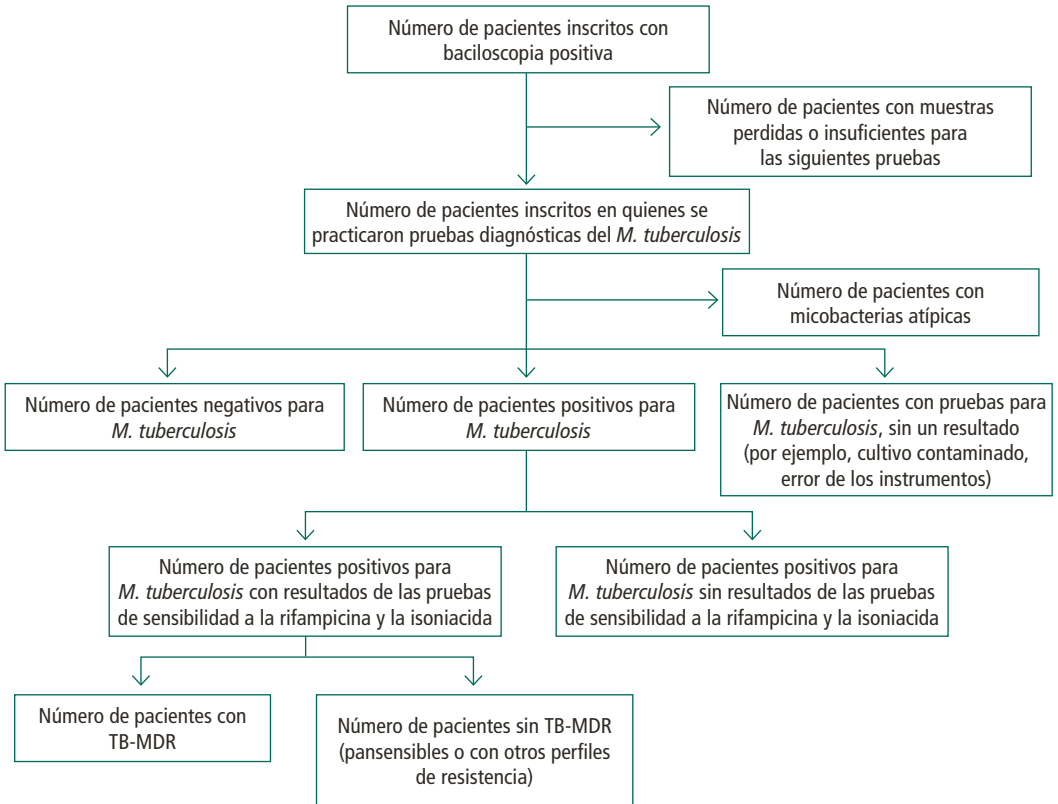 Número de pacientes inscritos con
baciloscopia positiva
Número de pacientes con muestras
perdidas o insuficientes para
las siguientes pruebas
Número de pacientes inscritos en quienes se
practicaron pruebas diagnósticas del M. tuberculosis
Número de pacientes con
micobacterias atípicas
Número de pacientes negativos para
M. tuberculosis
Número de pacientes positivos para
M. tuberculosis
Número de pacientes con pruebas para
M. tuberculosis, sin un resultado
(por ejemplo, cultivo contaminado,
error de los instrumentos)
Número de pacientes positivos para
M. tuberculosis con resultados de las pruebas
de sensibilidad a la rifampicina y la isoniacida
Número de pacientes positivos para
M. tuberculosis sin resultados de las pruebas
de sensibilidad a la rifampicina y la isoniacida
Número de pacientes con
TB-MDR
Número de pacientes sin TB-MDR
(pansensibles o con otros perfiles
de resistencia)